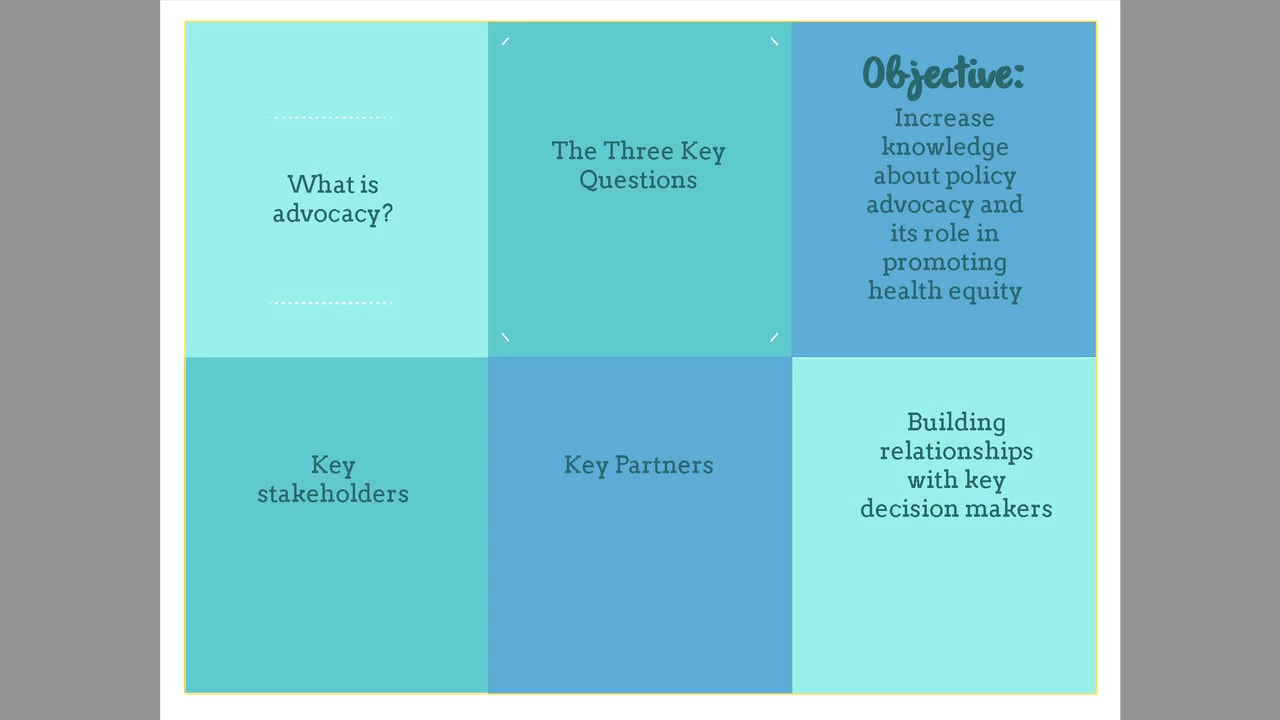 What is
advocacy?
The Three Key
Questions
Objective:
Increase
knowledge
about policy
advocacy and
its role in
promoting
health equity
Key
stakeholders
Key Partners
Building
relationships
with key
decision makers